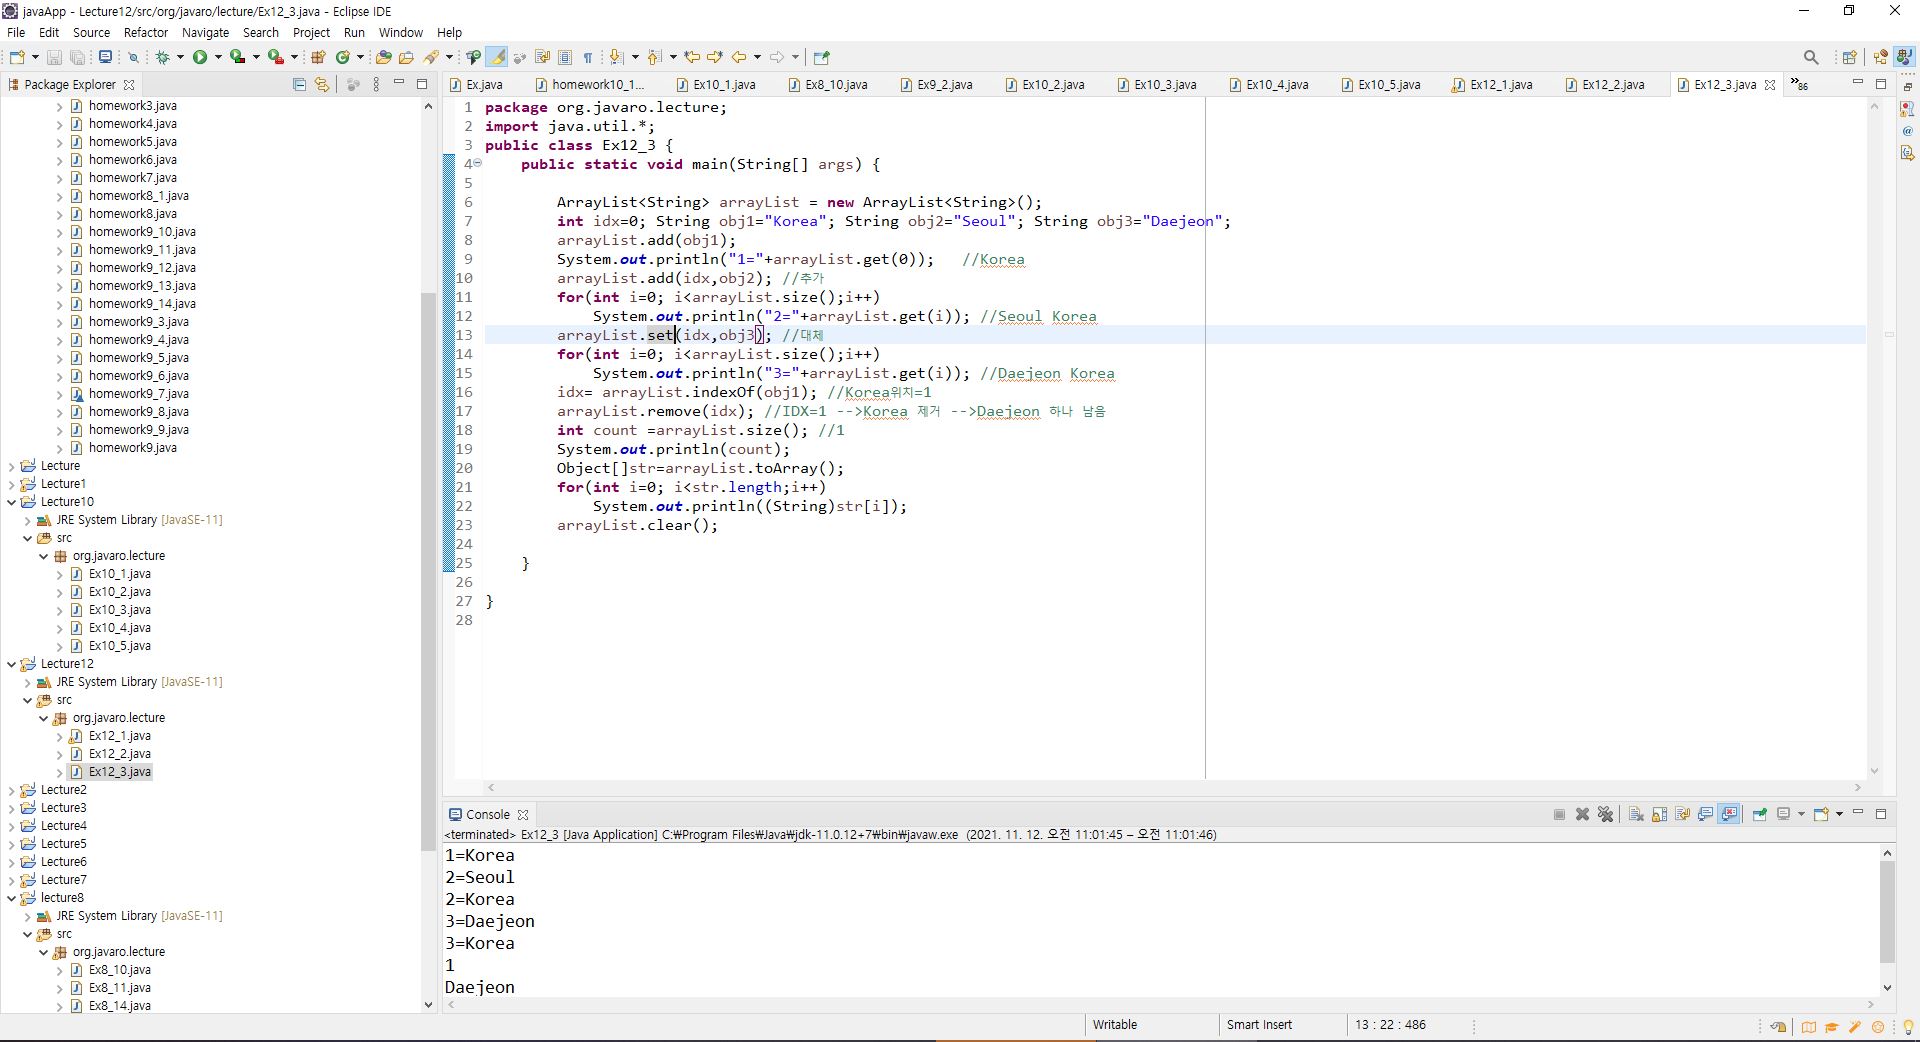 javaApp - Lecture12/src/org/javaro/lecture/Ex12_3.java - Eclipse IDE
File Edit Source Refactor Navigate Search Project Run Window Help
Package Explorer
homework3.java
homework4.java
homework5.java
homework6.java
homework7.java
homework8_1.java
homework8.java
homework9_10.java
homework9_11.java
homework9_12.java
homework9_13.java
homework9_14.java
homework9_3.java
homework9_4.java
homework9_5.java
homework9_6.java
homework9_7.java
homework9_8.java
homework9_9.java
homework9.java
Lecture
Lecture1
Lecture10
JRE System Library [JavaSE-11]
src
org.javaro.lecture
Ex10_1.java
Ex10_2.java
Ex10_3.java
Ex10_4.java
Ex10_5.java
Lecture12
JRE System Library [JavaSE-11]
src
org.javaro.lecture
Ex12_1.java
Ex12_2.java
Ex12_3.java
Lecture2
Lecture3
Lecture4
Lecture5
Lecture6
Lecture7
lecture8
JRE System Library [JavaSE-11]
src
org.javaro.lecture
Ex8_10.java
Ex8_11.java
Ex8_14.java
Ex.java homework10_1... Ex10_1.java Ex8_10.java Ex9_2.java Ex10_2.java Ex10_3.java Ex10_4.java Ex10_5.java Ex12_1.java Ex12_2.java Ex12_3.java »86
1 package org.javaro.lecture;
2 import java.util.*;
3 public class Ex12_3 {
4 public static void main(String[] args) {
5
6 ArrayList<String> arrayList = new ArrayList<String>();
7 int idx=0; String obj1="Korea"; String obj2="Seoul"; String obj3="Daejeon";
8 arrayList.add(obj1);
9 System.out.println("1="+arrayList.get(0)); //Korea
10 arrayList.add(idx,obj2); //추가
11 for(int i=0; i<arrayList.size();i++)
12 System.out.println("2="+arrayList.get(i)); //Seoul Korea
13 arrayList.set(idx,obj3); //대체
14 for(int i=0; i<arrayList.size();i++)
15 System.out.println("3="+arrayList.get(i)); //Daejeon Korea
16 idx= arrayList.indexOf(obj1); //Korea위치=1
17 arrayList.remove(idx); //IDX=1 -->Korea 제거 -->Daejeon 하나 남음
18 int count =arrayList.size(); //1
19 System.out.println(count);
20 Object[]str=arrayList.toArray();
21 for(int i=0; i<str.length;i++)
22 System.out.println((String)str[i]);
23 arrayList.clear();
24
25 }
26
27 }
28
Console
<terminated> Ex12_3 [Java Application] C:₩Program Files₩Java₩jdk-11.0.12+7₩bin₩javaw.exe (2021. 11. 12. 오전 11:01:45 – 오전 11:01:46)
1=Korea
2=Seoul
2=Korea
3=Daejeon
3=Korea
1
Daejeon
Writable Smart Insert 13 : 22 : 486